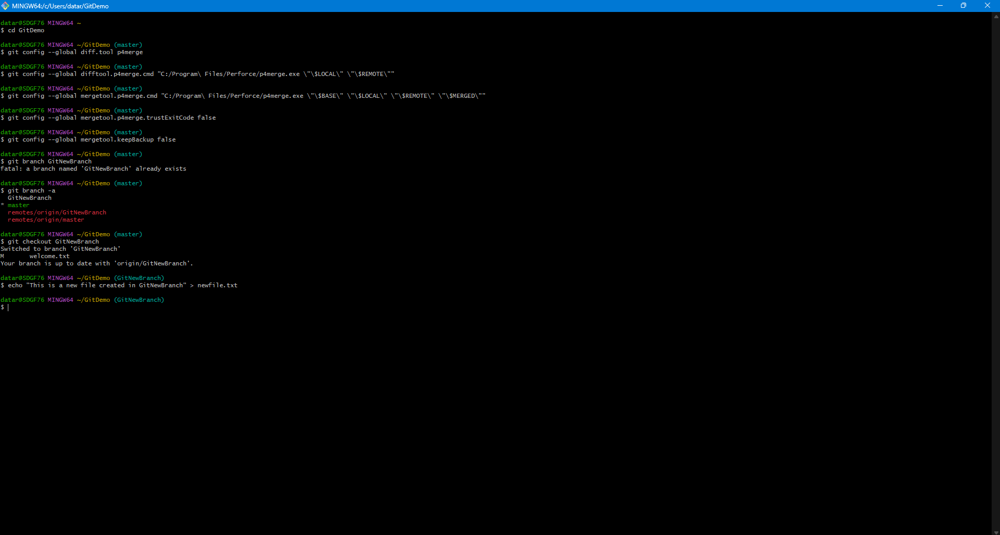 MINGW64:/c/Users/datar/GitDemo
datar@SDGF76 MINGW64 ~
$ cd GitDemo
datar@SDGF76 MINGW64 ~/GitDemo (master)
$ git config --global diff.tool p4merge
datar@SDGF76 MINGW64 ~/GitDemo (master)
$ git config --global difftool.p4merge.cmd "C:/Program\ Files/Perforce/p4merge.exe \"\$LOCAL\" \"\$REMOTE\""
datar@SDGF76 MINGW64 ~/GitDemo (master)
$ git config --global mergetool.p4merge.cmd "C:/Program\ Files/Perforce/p4merge.exe \"\$BASE\" \"\$LOCAL\" \"\$REMOTE\" \"\$MERGED\""
datar@SDGF76 MINGW64 ~/GitDemo (master)
$ git config --global mergetool.p4merge.trustExitCode false
datar@SDGF76 MINGW64 ~/GitDemo (master)
$ git config --global mergetool.keepBackup false
datar@SDGF76 MINGW64 ~/GitDemo (master)
$ git branch GitNewBranch
fatal: a branch named 'GitNewBranch' already exists
datar@SDGF76 MINGW64 ~/GitDemo (master)
$ git branch -a
GitNewBranch
* master
remotes/origin/GitNewBranch
remotes/origin/master
datar@SDGF76 MINGW64 ~/GitDemo (master)
$ git checkout GitNewBranch
Switched to branch 'GitNewBranch'
M       welcome.txt
Your branch is up to date with 'origin/GitNewBranch'.
datar@SDGF76 MINGW64 ~/GitDemo (GitNewBranch)
$ echo "This is a new file created in GitNewBranch" > newfile.txt
datar@SDGF76 MINGW64 ~/GitDemo (GitNewBranch)
$